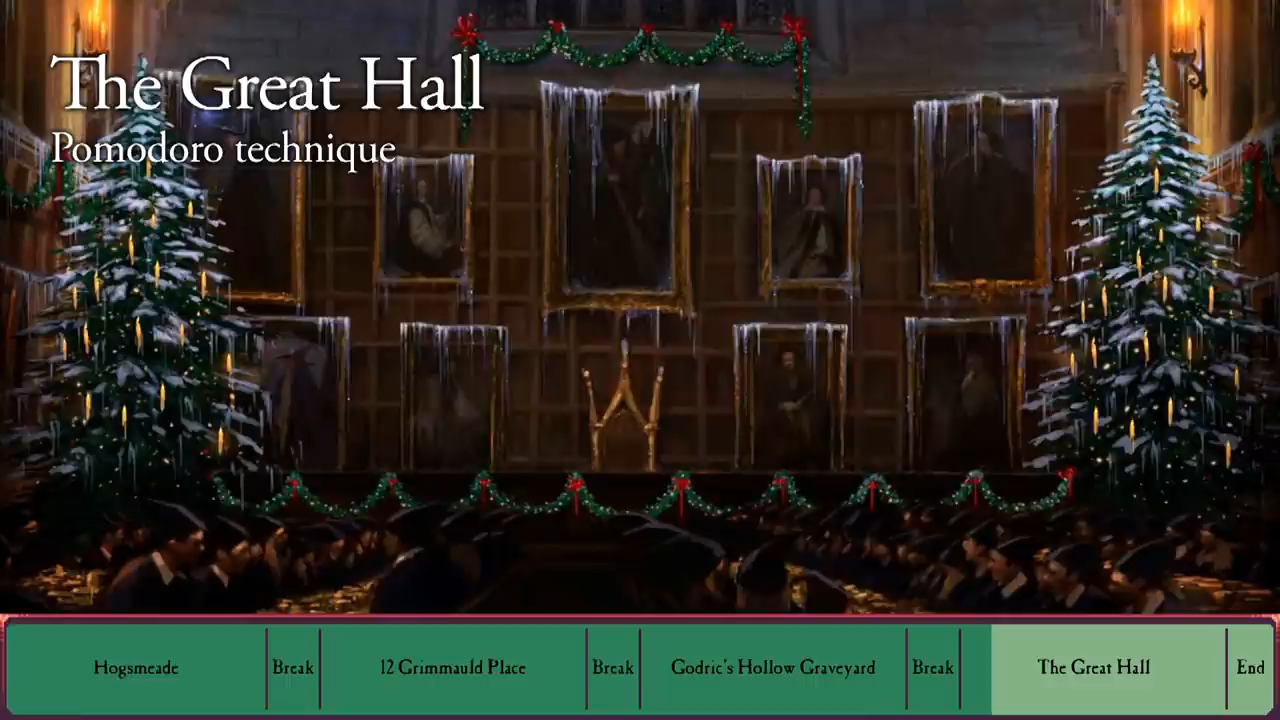 The Great Hall
Pomodoro technique
Hogsmeade
Break
12 Grimmauld Place
Break
Godric's Hollow Graveyard
Break
The Great Hall
End